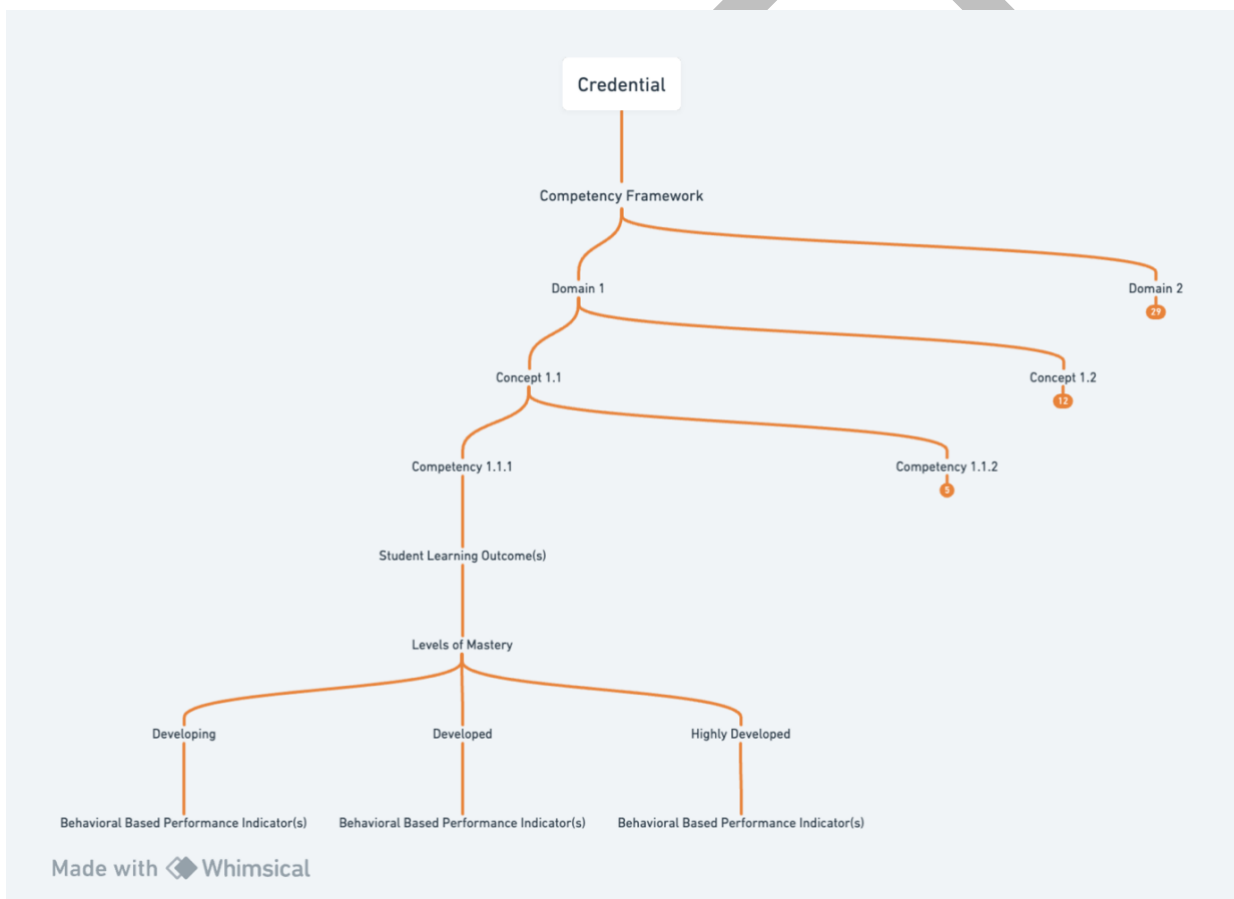 Credential
Competency Framework
Domain 1
Domain 2
29
Concept 1.1
Concept 1.2
12
Competency 1.1.1
Competency 1.1.2
5
Student Learning Outcome(s)
Levels of Mastery
Developing
Developed
Highly Developed
Behavioral Based Performance Indicator(s)
Behavioral Based Performance Indicator(s)
Behavioral Based Performance Indicator(s)
Made with Whimsical